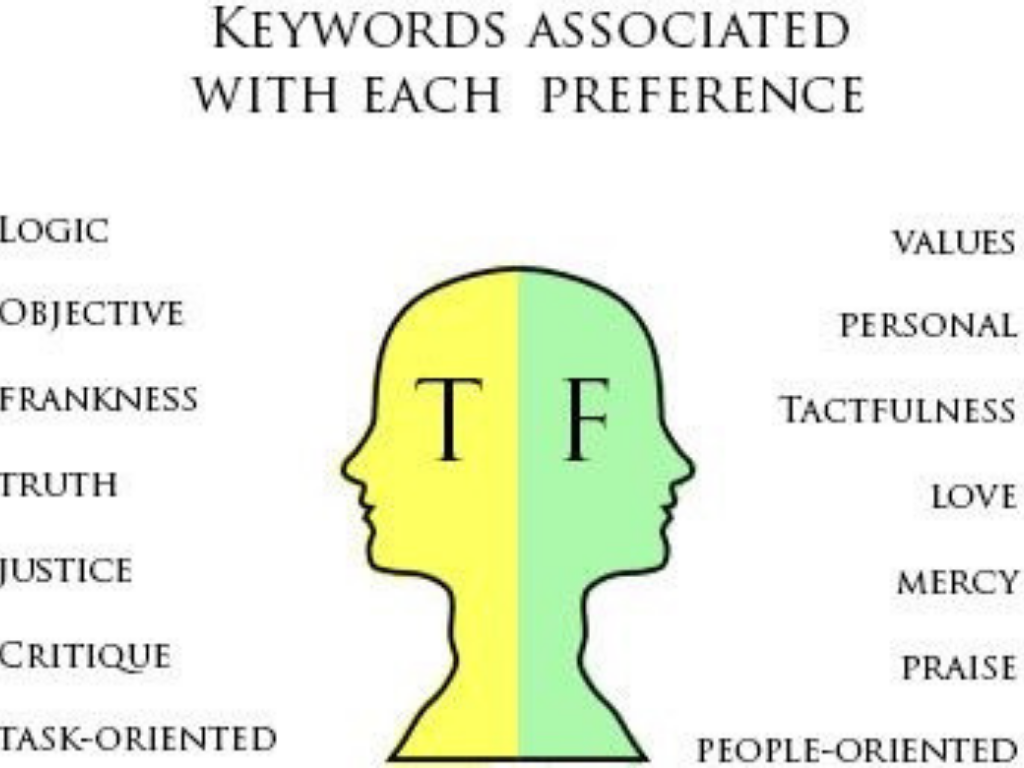 Keywords associated
with each preference
Logic
values
Objective
personal
frankness
Tactfulness
T F
truth
love
justice
mercy
Critique
praise
task-oriented
people-oriented